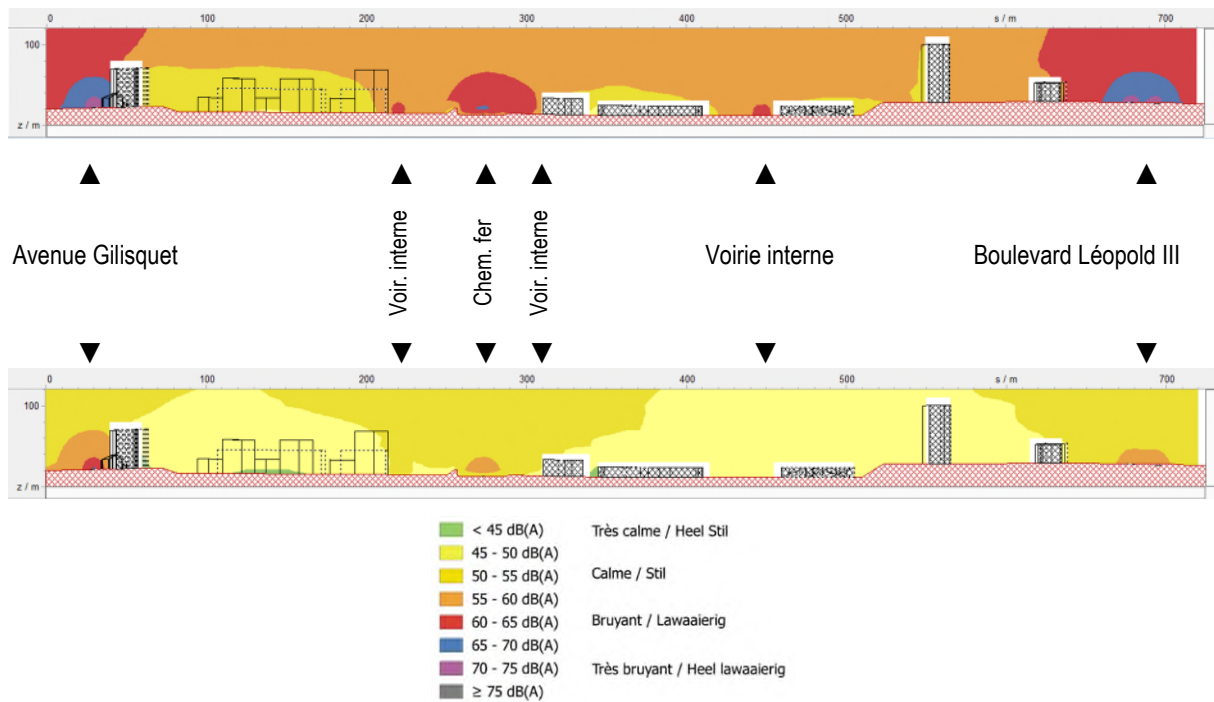 0 100 200 300 400 500 s / m 700
100
z / m
Avenue Gilisquet
Voir. interne
Chem. fer
Voir. interne
Voirie interne
Boulevard Léopold III
0 100 200 300 400 500 s / m 700
100
z / m
< 45 dB(A) Très calme / Heel Stil
45 - 50 dB(A)
50 - 55 dB(A) Calme / Stil
55 - 60 dB(A)
60 - 65 dB(A) Bruyant / Lawaaierig
65 - 70 dB(A)
70 - 75 dB(A) Très bruyant / Heel lawaaierig
≥ 75 dB(A)